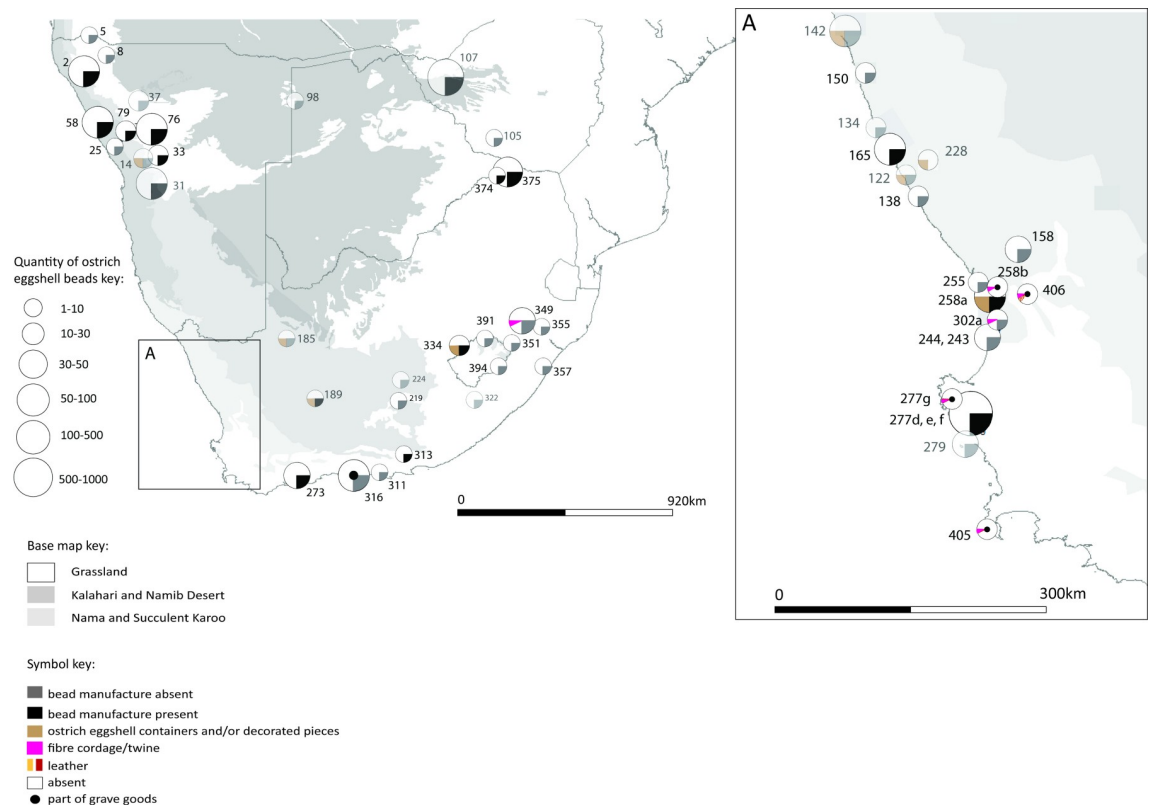 5
8
2
37
107
98
58
79
76
105
25
33
14
375
31
374
Quantity of ostrich
eggshell beads key:
1-10
10-30
30-50
50-100
100-500
500-1000
349
355
391
351
334
394
357
185
224
189
219
322
A
313
273
316
311
0 920km
Base map key:
Grassland
Kalahari and Namib Desert
Nama and Succulent Karoo
Symbol key:
bead manufacture absent
bead manufacture present
ostrich eggshell containers and/or decorated pieces
fibre cordage/twine
leather
absent
part of grave goods
A
142
150
134
165
228
122
138
158
258b
255
406
258a
302a
244, 243
277g
277d, e, f
279
405
0 300km